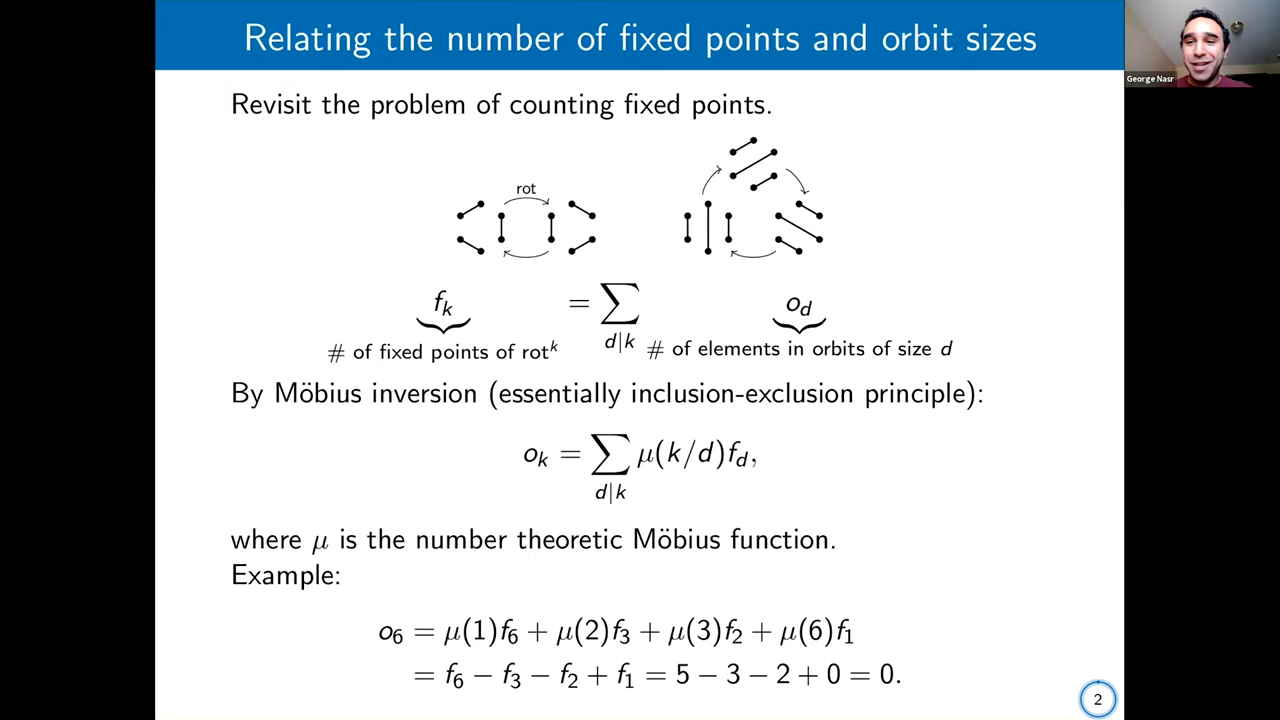 Relating the number of fixed points and orbit sizes
George Nasr
Revisit the problem of counting fixed points.
rot
f_k = ∑_{d|k} o_d
# of fixed points of rot^k
# of elements in orbits of size d
By Möbius inversion (essentially inclusion-exclusion principle):
o_k = ∑_{d|k} μ(k/d)f_d,
where μ is the number theoretic Möbius function.
Example:
o_6 = μ(1)f_6 + μ(2)f_3 + μ(3)f_2 + μ(6)f_1
= f_6 − f_3 − f_2 + f_1 = 5 − 3 − 2 + 0 = 0.
2